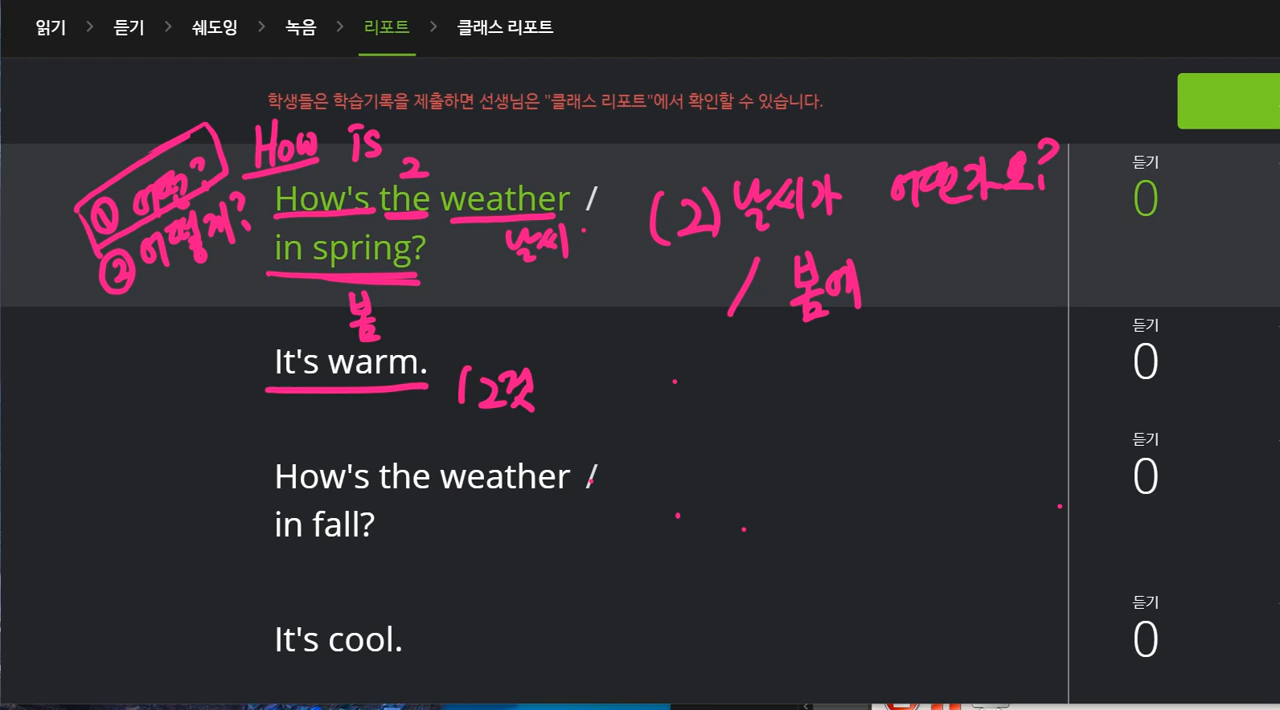 읽기 > 듣기 > 쉐도잉 > 녹음 > 리포트 > 클래스 리포트
학생들은 학습기록을 제출하면 선생님은 "클래스 리포트"에서 확인할 수 있습니다.
How is
① 어떤?
② 어떻게?
그
How's the weather /
in spring?
날씨
봄
(그) 날씨가 어떤가요?
/ 봄에
듣기
0
It's warm.
(그것
듣기
0
How's the weather /
in fall?
듣기
0
It's cool.
듣기
0